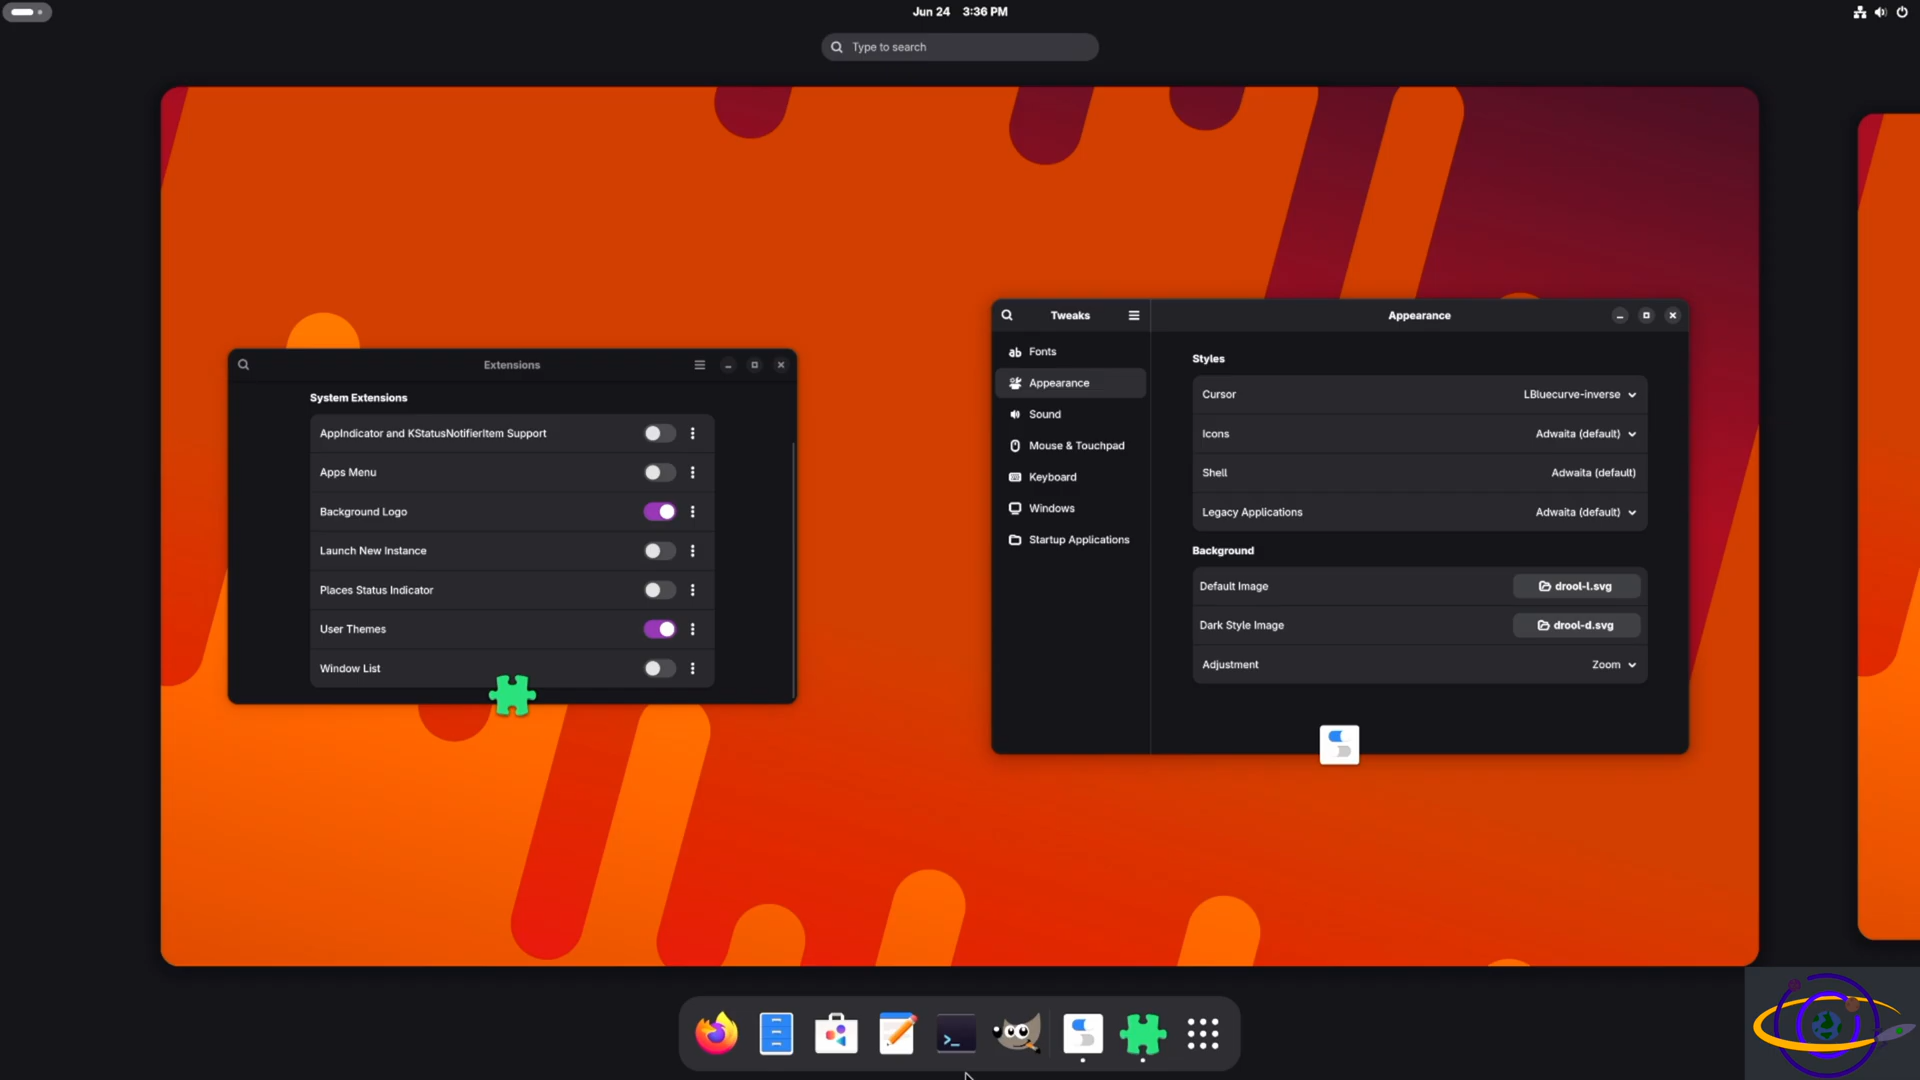 Jun 24 3:36 PM
Type to search
Extensions
System Extensions
AppIndicator and KStatusNotifierItem Support
Apps Menu
Background Logo
Launch New Instance
Places Status Indicator
User Themes
Window List
Tweaks
Fonts
Appearance
Sound
Mouse & Touchpad
Keyboard
Windows
Startup Applications
Appearance
Styles
Cursor LBluecurve-inverse
Icons Adwaita (default)
Shell Adwaita (default)
Legacy Applications Adwaita (default)
Background
Default Image drool-l.svg
Dark Style Image drool-d.svg
Adjustment Zoom